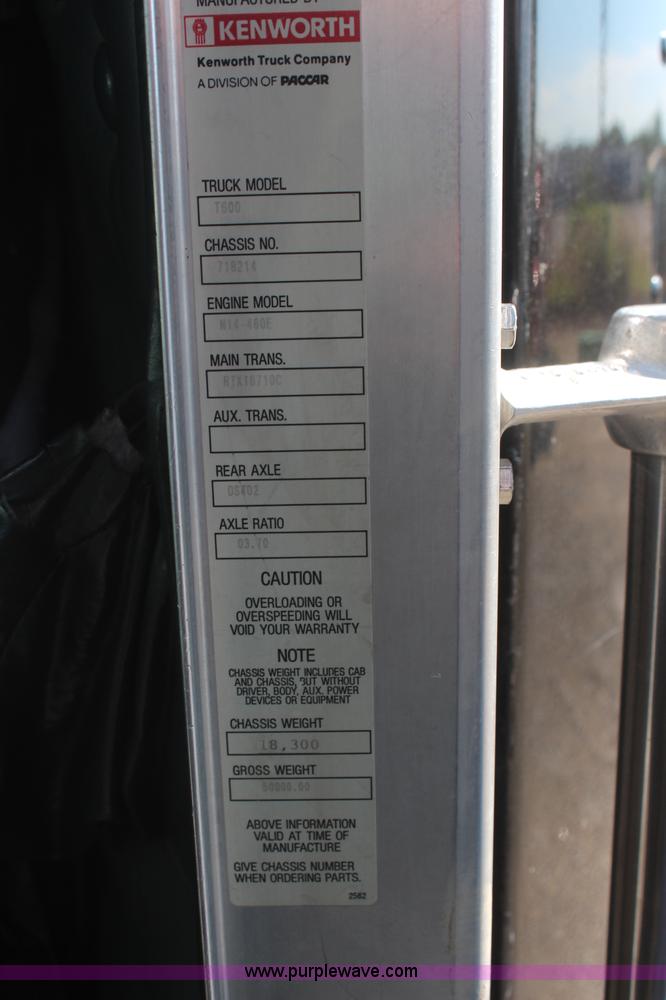 MANUFACTURED BY
KENWORTH
Kenworth Truck Company
A DIVISION OF PACCAR
TRUCK MODEL
T600
CHASSIS NO.
718214
ENGINE MODEL
N14-460E
MAIN TRANS.
RTX16710C
AUX. TRANS.
REAR AXLE
DS402
AXLE RATIO
03.70
CAUTION
OVERLOADING OR
OVERSPEEDING WILL
VOID YOUR WARRANTY
NOTE
CHASSIS WEIGHT INCLUDES CAB
AND CHASSIS, BUT WITHOUT
DRIVER, BODY, AUX. POWER
DEVICES OR EQUIPMENT
CHASSIS WEIGHT
18,300
GROSS WEIGHT
ABOVE INFORMATION
VALID AT TIME OF
MANUFACTURE
GIVE CHASSIS NUMBER
WHEN ORDERING PARTS.
2562
www.purplewave.com